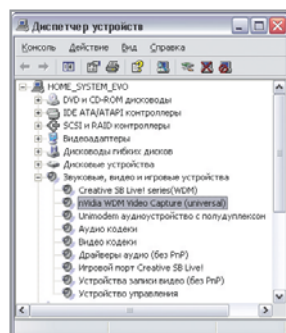 Диспетчер устройств
Консоль Действие Вид Справка
HOME_SYSTEM_EVO
DVD и CD-ROM дисководы
IDE ATA/ATAPI контроллеры
SCSI и RAID контроллеры
Видеоадаптеры
Дисководы гибких дисков
Дисковые устройства
Звуковые, видео и игровые устройства
Creative SB Live! series(WDM)
nVidia WDM Video Capture (universal)
Unimodem аудиоустройство с полудуплексон
Аудио кодеки
Видео кодеки
Драйверы аудио (без PnP)
Игровой порт Creative SB Live!
Устройства записи видео (без PnP)
Устройство управления